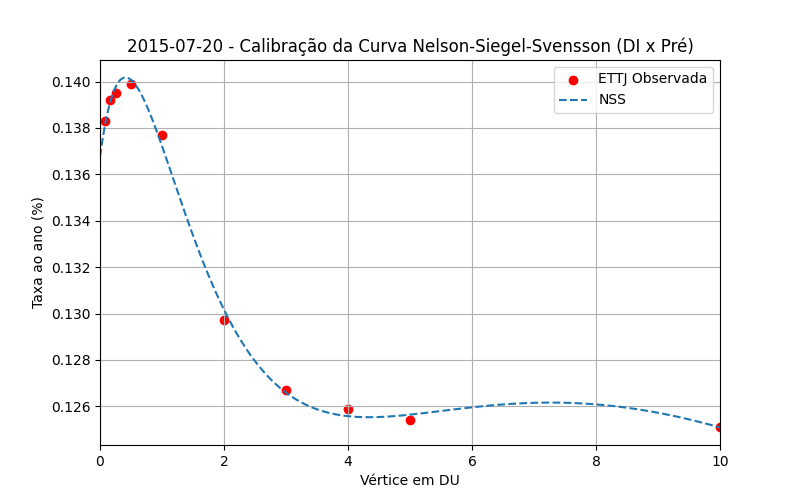 2015-07-20 - Calibração da Curva Nelson-Siegel-Svensson (DI x Pré)
ETTJ Observada
NSS
Taxa ao ano (%)
0.140
0.138
0.136
0.134
0.132
0.130
0.128
0.126
0 2 4 6 8 10
Vértice em DU